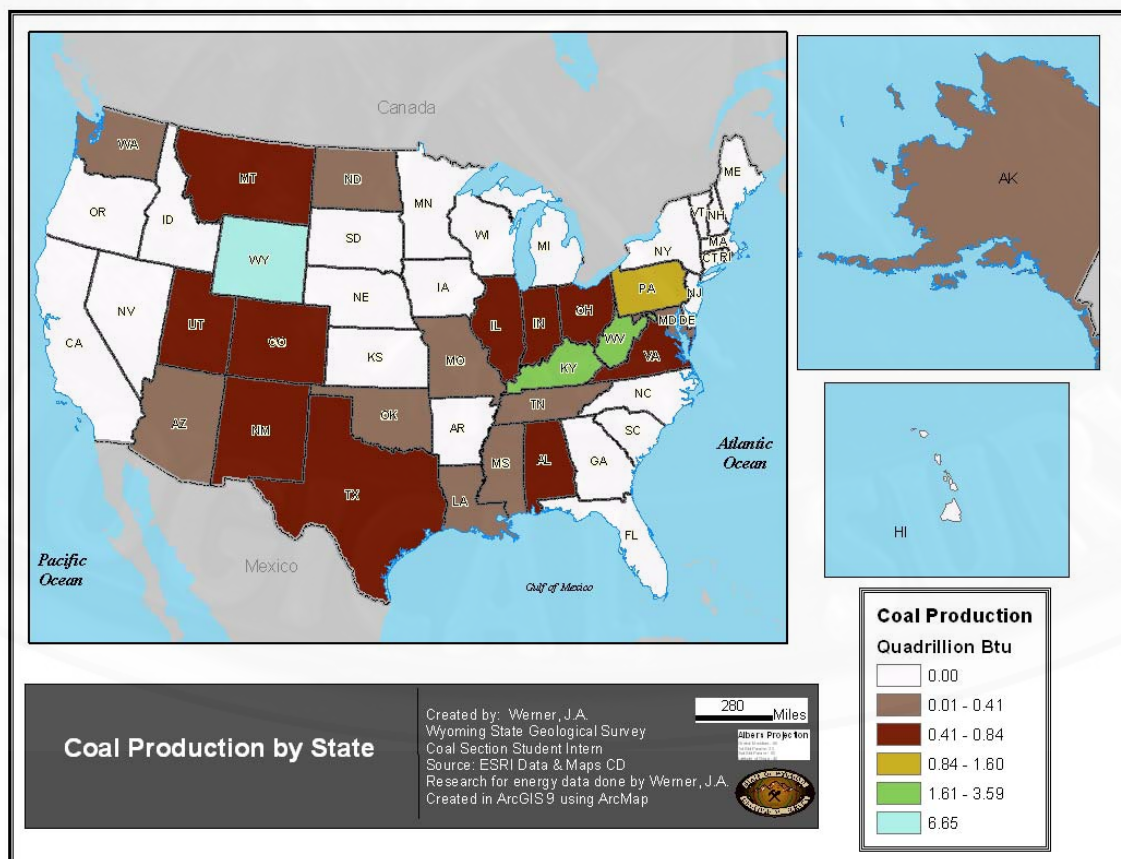 Canada
WA
MT
ND
MN
ME
OR
ID
SD
WI
MI
VT
NH
NY
MA
CT
RI
WY
IA
NE
PA
NJ
NV
UT
CO
IL
IN
OH
MD
DE
WV
CA
KS
MO
KY
VA
AZ
NM
OK
TN
NC
AR
SC
MS
AL
GA
TX
LA
FL
Atlantic
Ocean
Pacific
Ocean
Mexico
Gulf of Mexico
AK
HI
Coal Production
Quadrillion Btu
0.00
0.01 - 0.41
0.41 - 0.84
0.84 - 1.60
1.61 - 3.59
6.65
Coal Production by State
Created by: Werner, J.A.
Wyoming State Geological Survey
Coal Section Student Intern
Source: ESRI Data & Maps CD
Research for energy data done by Werner, J.A.
Created in ArcGIS 9 using ArcMap
280
Miles
Albers Projection